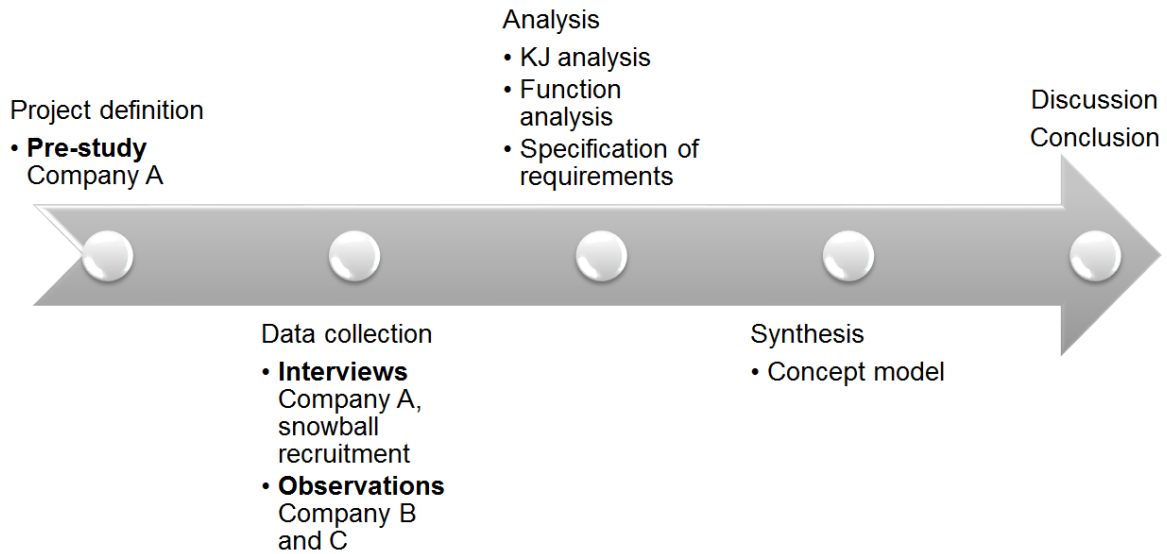 Project definition
• Pre-study
Company A
Data collection
• Interviews
Company A,
snowball
recruitment
• Observations
Company B
and C
Analysis
• KJ analysis
• Function
analysis
• Specification of
requirements
Synthesis
• Concept model
Discussion
Conclusion